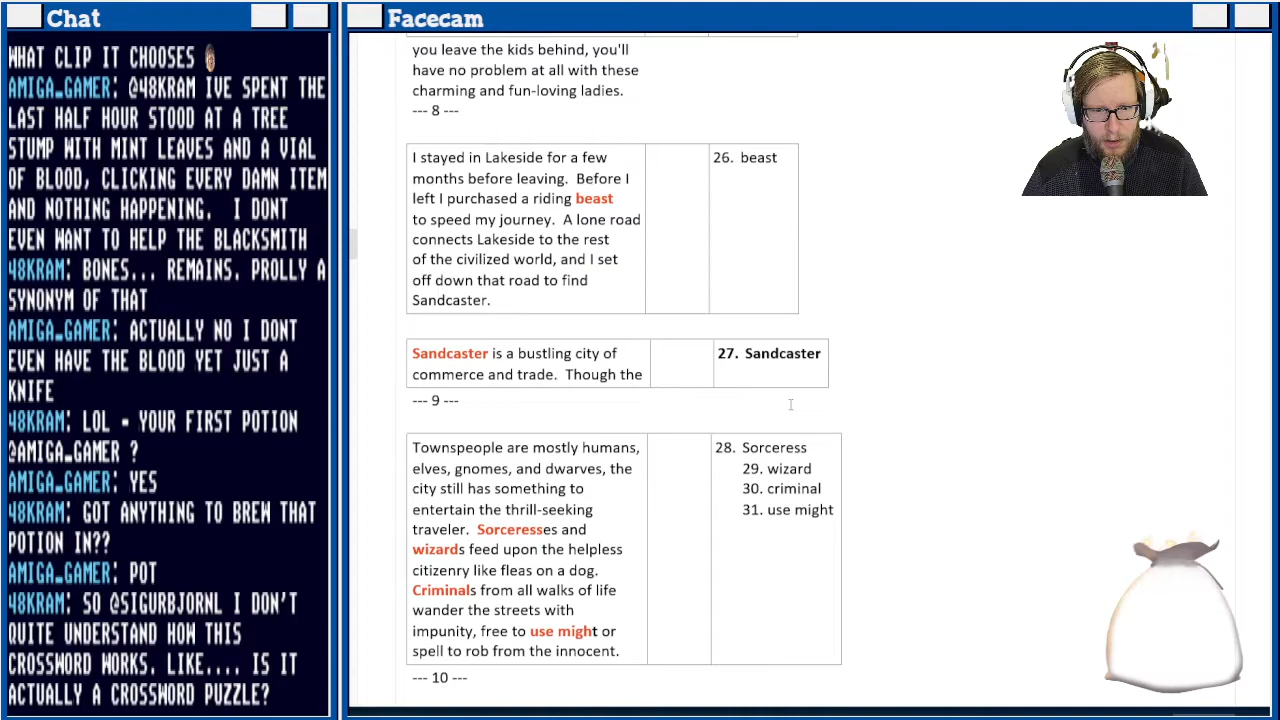 Chat
WHAT CLIP IT CHOOSES
AMIGA_GAMER: @48KRAM IVE SPENT THE
LAST HALF HOUR STOOD AT A TREE
STUMP WITH MINT LEAVES AND A VIAL
OF BLOOD, CLICKING EVERY DAMN ITEM
AND NOTHING HAPPENING. I DONT
EVEN WANT TO HELP THE BLACKSMITH
48KRAM: BONES... REMAINS. PROLLY A
SYNONYM OF THAT
AMIGA_GAMER: ACTUALLY NO I DONT
EVEN HAVE THE BLOOD YET JUST A
KNIFE
48KRAM: LOL - YOUR FIRST POTION
@AMIGA_GAMER ?
AMIGA_GAMER: YES
48KRAM: GOT ANYTHING TO BREW THAT
POTION IN??
AMIGA_GAMER: POT
48KRAM: SO @SIGURBJORNL I DON'T
QUITE UNDERSTAND HOW THIS
CROSSWORD WORKS. LIKE.... IS IT
ACTUALLY A CROSSWORD PUZZLE?
Facecam
you leave the kids behind, you'll
have no problem at all with these
charming and fun-loving ladies.
--- 8 ---
I stayed in Lakeside for a few
months before leaving. Before I
left I purchased a riding beast
to speed my journey. A lone road
connects Lakeside to the rest
of the civilized world, and I set
off down that road to find
Sandcaster.
26. beast
Sandcaster is a bustling city of
commerce and trade. Though the
27. Sandcaster
--- 9 ---
Townspeople are mostly humans,
elves, gnomes, and dwarves, the
city still has something to
entertain the thrill-seeking
traveler. Sorceresses and
wizards feed upon the helpless
citizenry like fleas on a dog.
Criminals from all walks of life
wander the streets with
impunity, free to use might or
spell to rob from the innocent.
28. Sorceress
29. wizard
30. criminal
31. use might
--- 10 ---